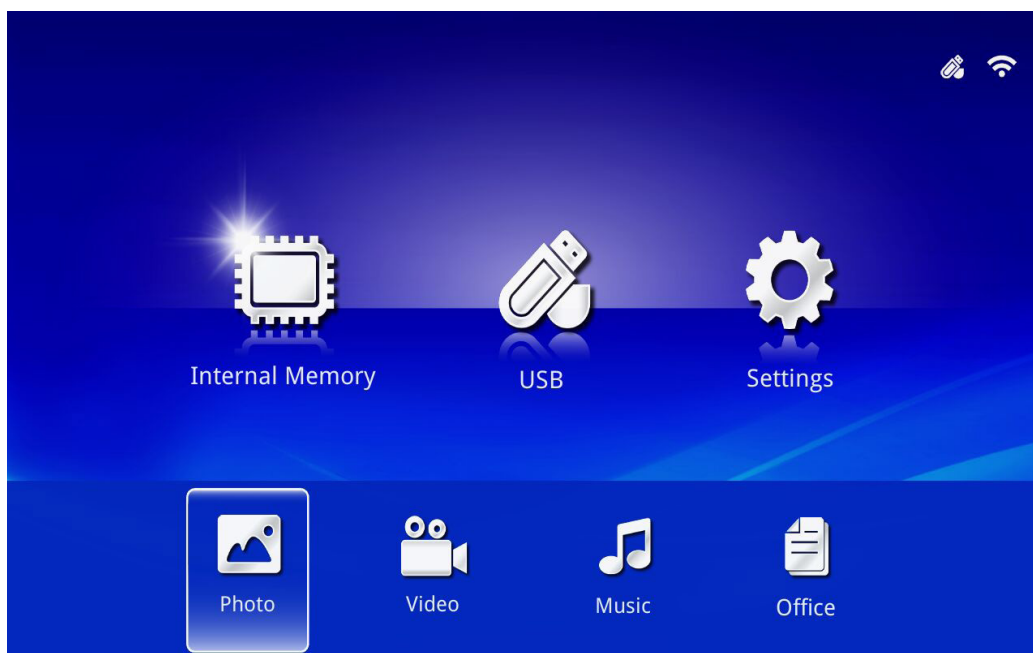 Internal Memory
USB
Settings
Photo
Video
Music
Office